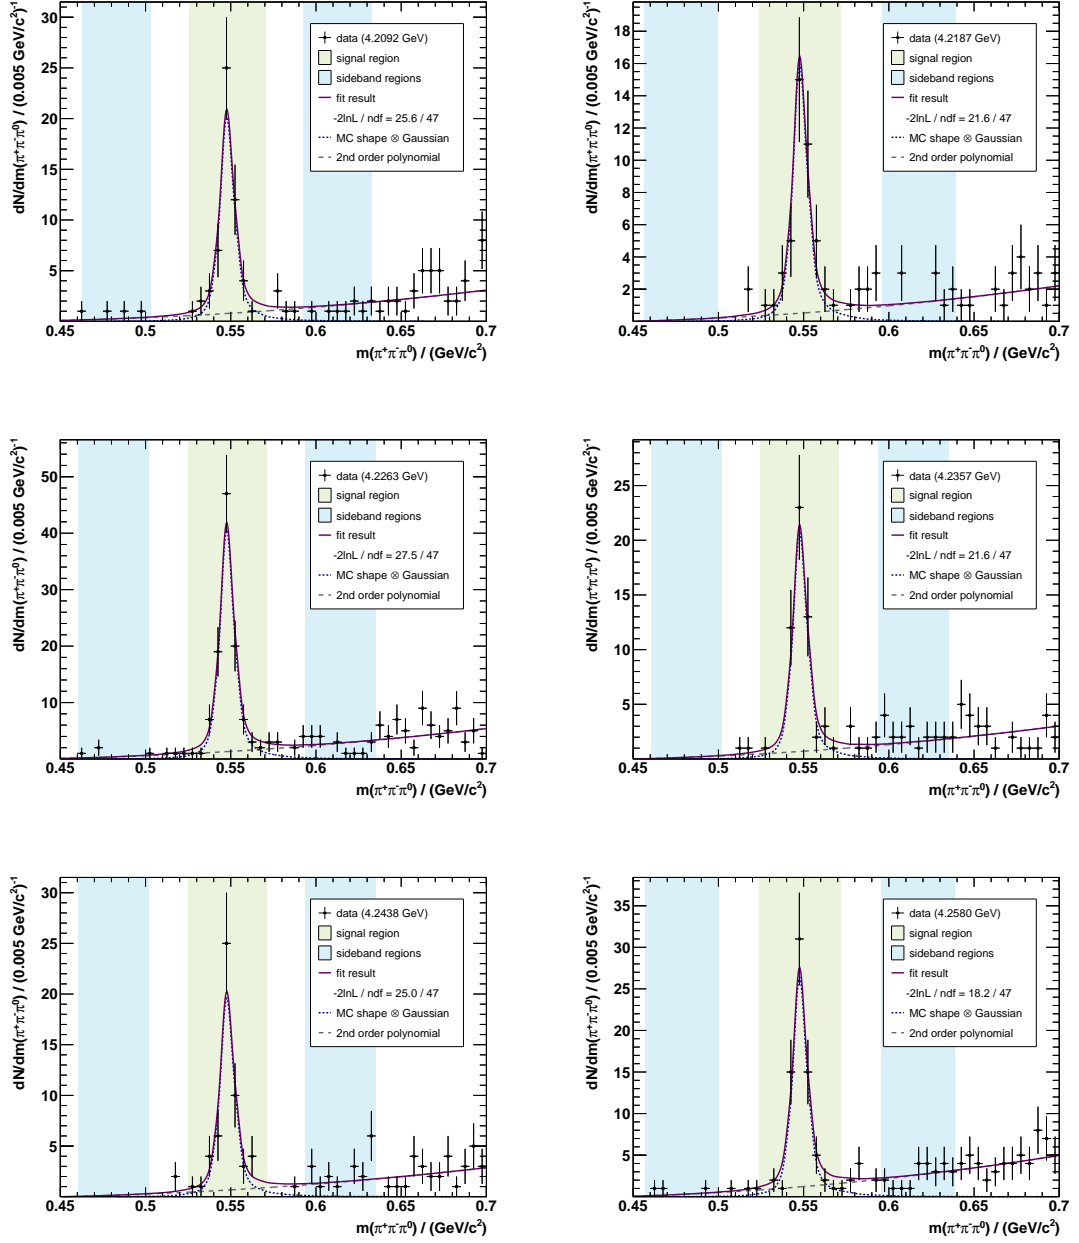 dN/dm(π⁺π⁻π⁰) / (0.005 GeV/c²)⁻¹
30
25
20
15
10
5
0
data (4.2092 GeV)
signal region
sideband regions
fit result
-2lnL / ndf = 25.6 / 47
MC shape ⊗ Gaussian
2nd order polynomial
0.45 0.5 0.55 0.6 0.65 0.7
m(π⁺π⁻π⁰) / (GeV/c²)
dN/dm(π⁺π⁻π⁰) / (0.005 GeV/c²)⁻¹
18
16
14
12
10
8
6
4
2
0
data (4.2187 GeV)
signal region
sideband regions
fit result
-2lnL / ndf = 21.6 / 47
MC shape ⊗ Gaussian
2nd order polynomial
0.45 0.5 0.55 0.6 0.65 0.7
m(π⁺π⁻π⁰) / (GeV/c²)
dN/dm(π⁺π⁻π⁰) / (0.005 GeV/c²)⁻¹
50
40
30
20
10
0
data (4.2263 GeV)
signal region
sideband regions
fit result
-2lnL / ndf = 27.5 / 47
MC shape ⊗ Gaussian
2nd order polynomial
0.45 0.5 0.55 0.6 0.65 0.7
m(π⁺π⁻π⁰) / (GeV/c²)
dN/dm(π⁺π⁻π⁰) / (0.005 GeV/c²)⁻¹
25
20
15
10
5
0
data (4.2357 GeV)
signal region
sideband regions
fit result
-2lnL / ndf = 21.6 / 47
MC shape ⊗ Gaussian
2nd order polynomial
0.45 0.5 0.55 0.6 0.65 0.7
m(π⁺π⁻π⁰) / (GeV/c²)
dN/dm(π⁺π⁻π⁰) / (0.005 GeV/c²)⁻¹
30
25
20
15
10
5
0
data (4.2438 GeV)
signal region
sideband regions
fit result
-2lnL / ndf = 25.0 / 47
MC shape ⊗ Gaussian
2nd order polynomial
0.45 0.5 0.55 0.6 0.65 0.7
m(π⁺π⁻π⁰) / (GeV/c²)
dN/dm(π⁺π⁻π⁰) / (0.005 GeV/c²)⁻¹
35
30
25
20
15
10
5
0
data (4.2580 GeV)
signal region
sideband regions
fit result
-2lnL / ndf = 18.2 / 47
MC shape ⊗ Gaussian
2nd order polynomial
0.45 0.5 0.55 0.6 0.65 0.7
m(π⁺π⁻π⁰) / (GeV/c²)